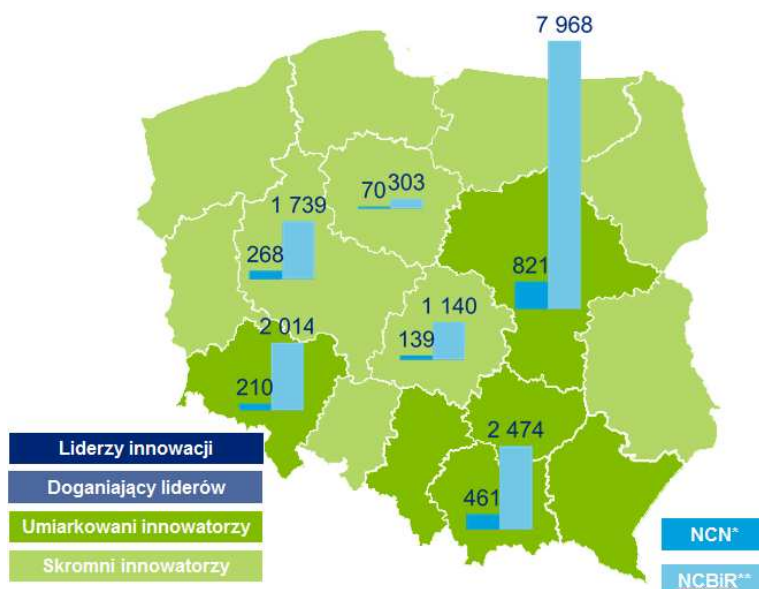 7 968
70 303
1 739
268
821
1 140
139
2 014
210
2 474
461
Liderzy innowacji
Doganiający liderów
Umiarkowani innowatorzy
Skromni innowatorzy
NCN*
NCBiR**